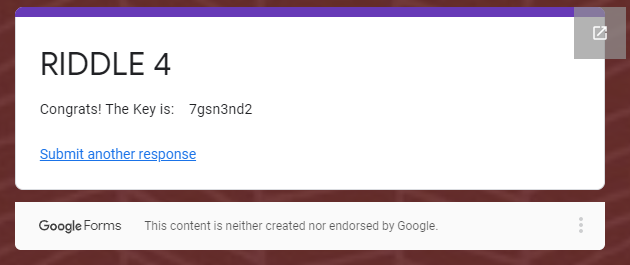 RIDDLE 4
Congrats! The Key is: 7gsn3nd2
Submit another response
Google Forms This content is neither created nor endorsed by Google.